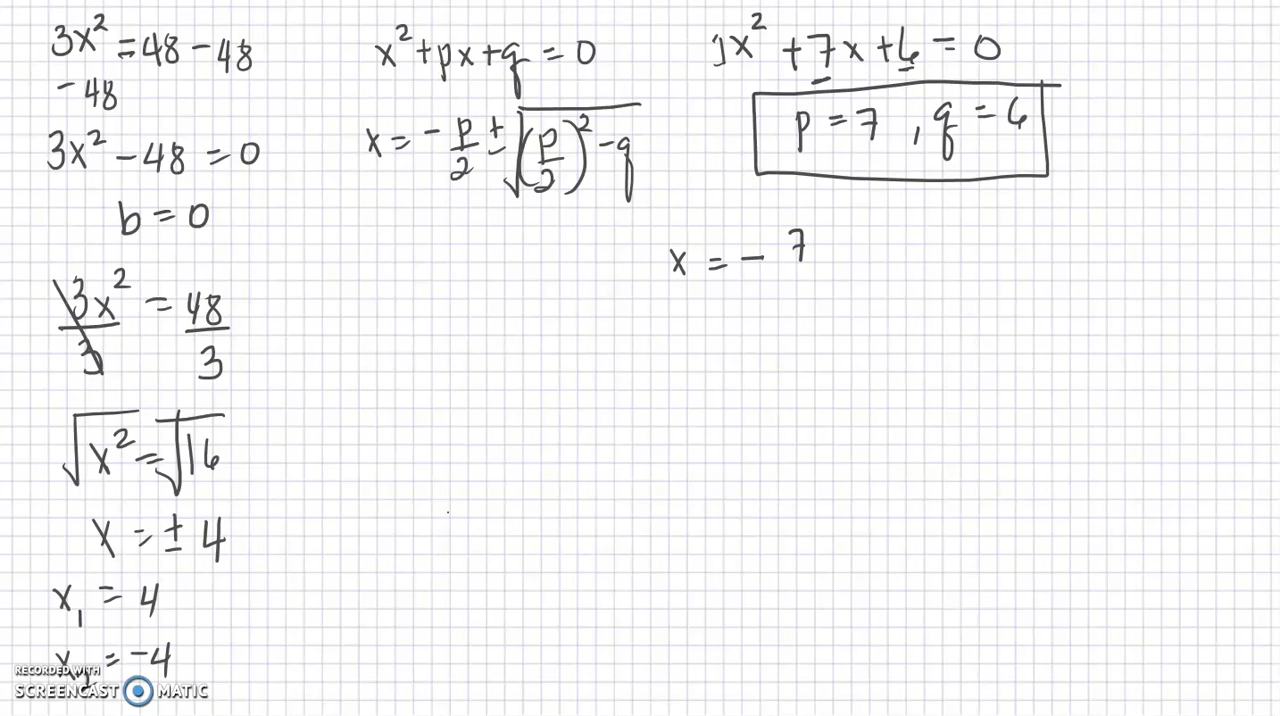 3x² = 48 - 48
- 48
3x² - 48 = 0
b = 0
3x² = 48
3 3
√x² = √16
x = ± 4
x₁ = 4
x₂ = -4
x² + px + q = 0
x = - p/2 ± √(p/2)² - q
1x² + 7x + 6 = 0
p = 7 , q = 6
x = - 7
RECORDED WITH
SCREENCAST MATIC